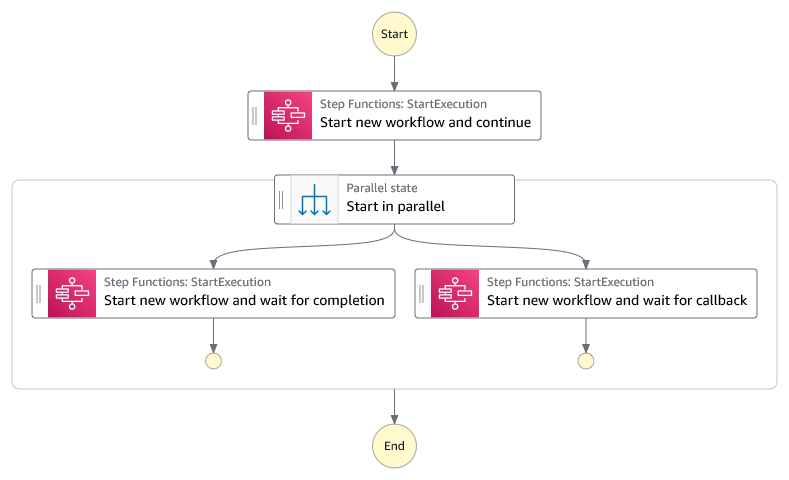 Start
Step Functions: StartExecution
Start new workflow and continue
Parallel state
Start in parallel
Step Functions: StartExecution
Start new workflow and wait for completion
Step Functions: StartExecution
Start new workflow and wait for callback
End